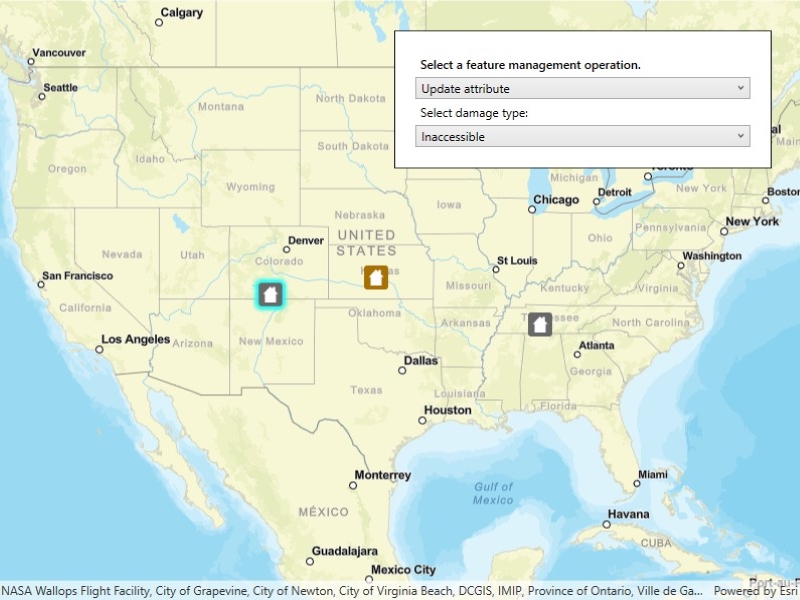 Calgary
Vancouver
Seattle
Select a feature management operation.
Update attribute
Select damage type:
Inaccessible
Montana
North Dakota
South Dakota
Idaho
Oregon
Wyoming
Michigan
Toronto
Main
Detroit
New York
Boston
Chicago
Iowa
Nebraska
New York
Ohio
Pennsylvania
UNITED
STATES
Denver
Nevada
Utah
Colorado
St Louis
Washington
San Francisco
Missouri
Kentucky
Virginia
California
Oklahoma
Arkansas
North Carolina
Los Angeles
Arizona
New Mexico
Atlanta
Dallas
Georgia
Texas
Louisiana
Florida
Houston
Monterrey
Miami
Gulf of
Mexico
MÉXICO
Havana
CUBA
Guadalajara
Mexico City
Port-au-P
NASA Wallops Flight Facility, City of Grapevine, City of Newton, City of Virginia Beach, DCGIS, IMIP, Province of Ontario, Ville de Ga... Powered by Esri